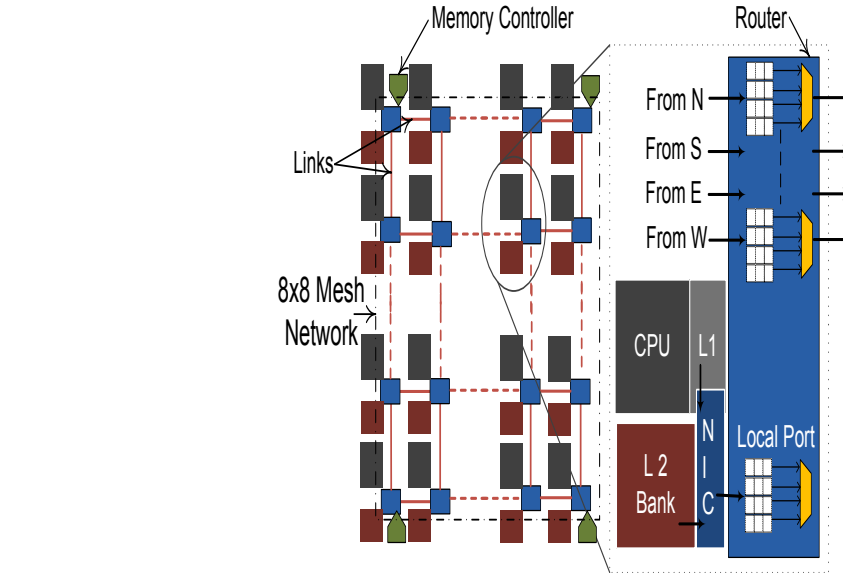 Memory Controller
Router
From N
From S
Links
From E
From W
8x8 Mesh
Network
CPU
L1
N
I
C
Local Port
L 2
Bank